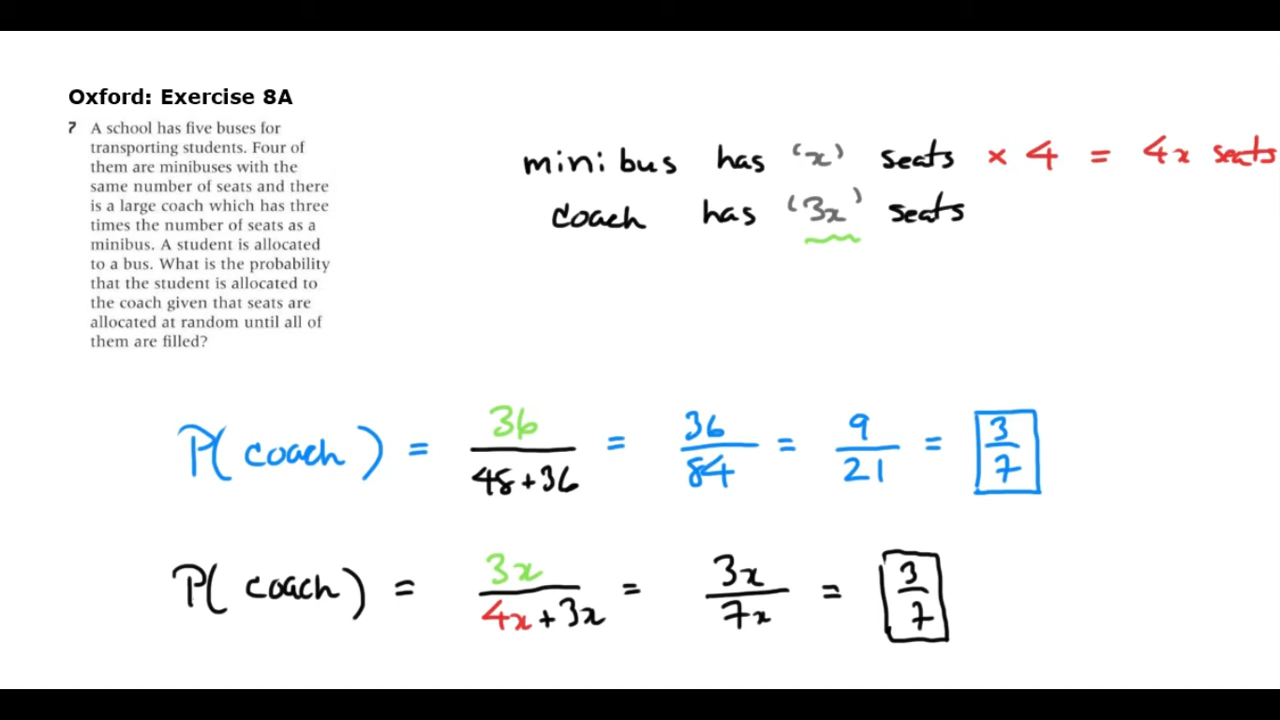 Oxford: Exercise 8A
7 A school has five buses for
transporting students. Four of
them are minibuses with the
same number of seats and there
is a large coach which has three
times the number of seats as a
minibus. A student is allocated
to a bus. What is the probability
that the student is allocated to
the coach given that seats are
allocated at random until all of
them are filled?
minibus has (x) seats × 4 = 4x seats
coach has (3x) seats
P(coach) = 36/48+36 = 36/84 = 9/21 = 3/7
P(coach) = 3x/4x+3x = 3x/7x = 3/7